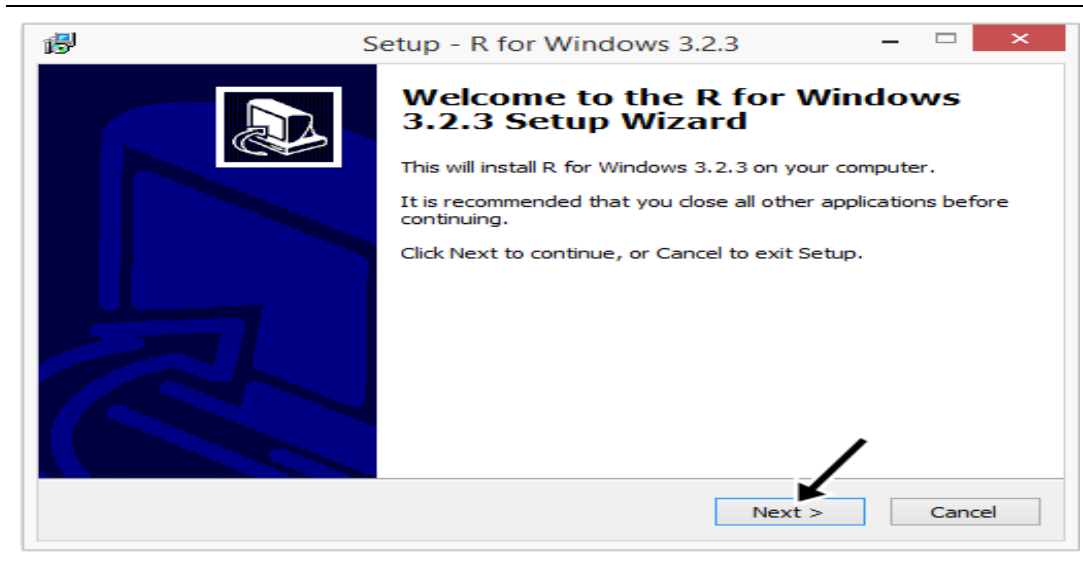 Setup - R for Windows 3.2.3
Welcome to the R for Windows
3.2.3 Setup Wizard
This will install R for Windows 3.2.3 on your computer.
It is recommended that you close all other applications before
continuing.
Click Next to continue, or Cancel to exit Setup.
Next >
Cancel